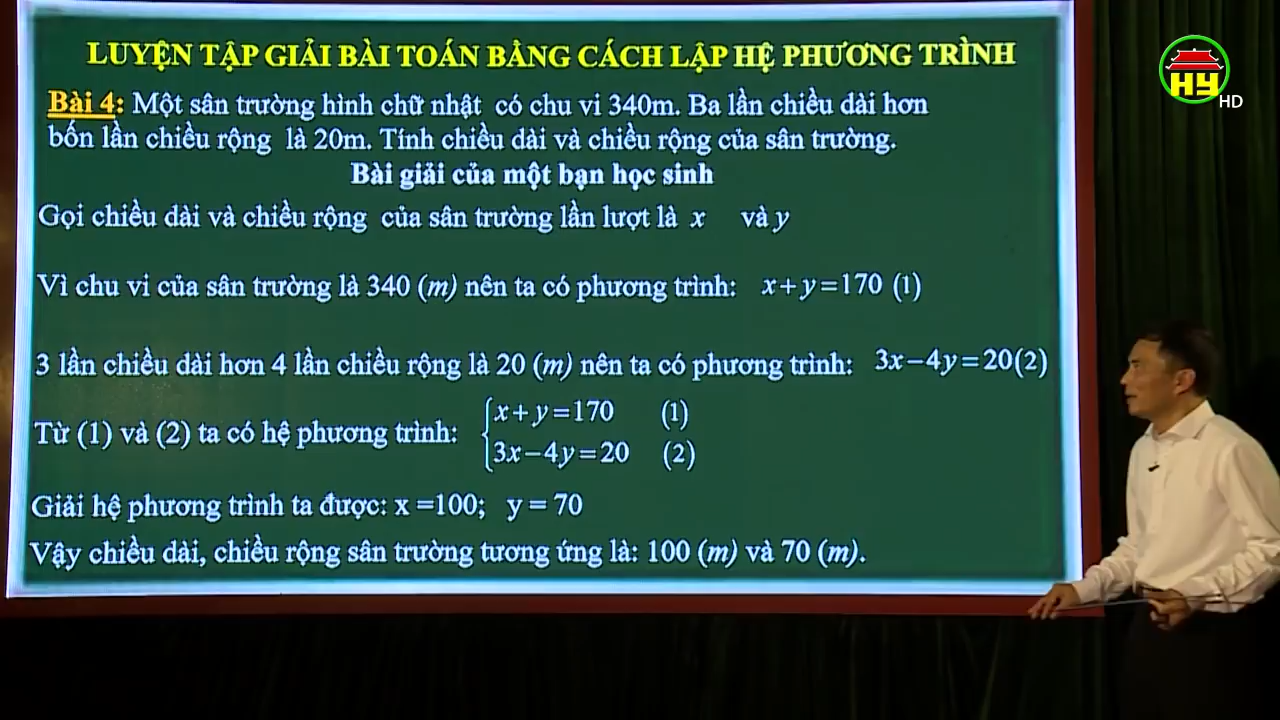 LUYỆN TẬP GIẢI BÀI TOÁN BẰNG CÁCH LẬP HỆ PHƯƠNG TRÌNH
HY HD
Bài 4: Một sân trường hình chữ nhật có chu vi 340m. Ba lần chiều dài hơn
bốn lần chiều rộng là 20m. Tính chiều dài và chiều rộng của sân trường.
Bài giải của một bạn học sinh
Gọi chiều dài và chiều rộng của sân trường lần lượt là x và y
Vì chu vi của sân trường là 340 (m) nên ta có phương trình: x+y=170 (1)
3 lần chiều dài hơn 4 lần chiều rộng là 20 (m) nên ta có phương trình: 3x−4y=20(2)
Từ (1) và (2) ta có hệ phương trình: { x+y=170 (1)
3x−4y=20 (2)
Giải hệ phương trình ta được: x =100; y = 70
Vậy chiều dài, chiều rộng sân trường tương ứng là: 100 (m) và 70 (m).